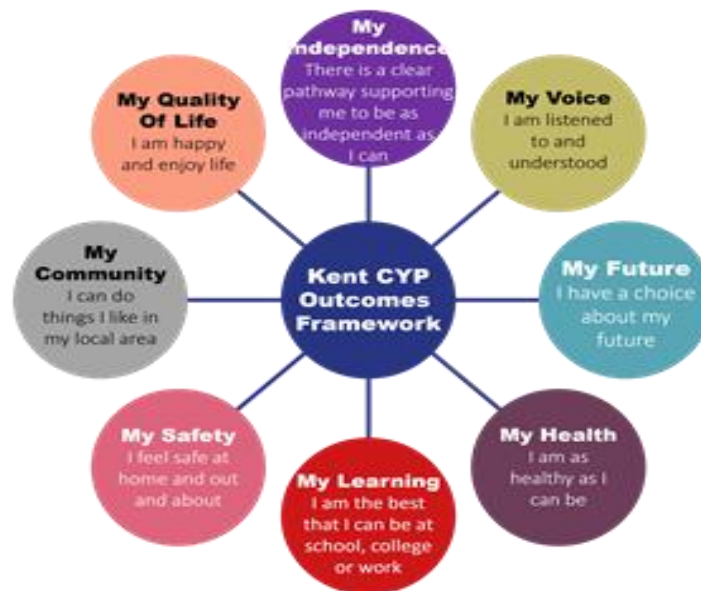 My
Independence
There is a clear
pathway supporting
me to be as
independent as
I can
My Voice
I am listened
to and
understood
My Future
I have a choice
about my
future
My Health
I am as
healthy as I
can be
My Learning
I am the best
that I can be at
school, college
or work
My Safety
I feel safe at
home and out
and about
My
Community
I can do
things I like in
my local area
My Quality
Of Life
I am happy
and enjoy life
Kent CYP
Outcomes
Framework